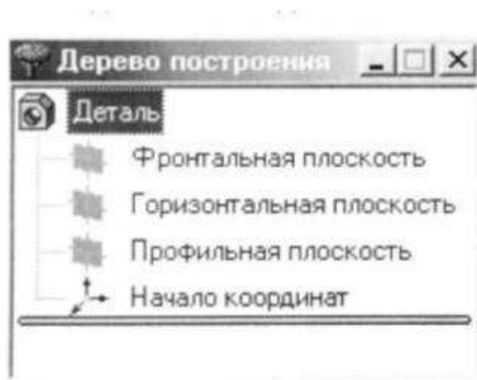 Дерево построения
Деталь
Фронтальная плоскость
Горизонтальная плоскость
Профильная плоскость
Начало координат